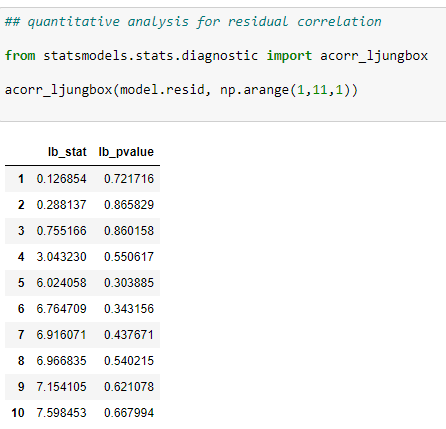 ## quantitative analysis for residual correlation
from statsmodels.stats.diagnostic import acorr_ljungbox
acorr_ljungbox(model.resid, np.arange(1,11,1))
lb_stat lb_pvalue
1 0.126854 0.721716
2 0.288137 0.865829
3 0.755166 0.860158
4 3.043230 0.550617
5 6.024058 0.303885
6 6.764709 0.343156
7 6.916071 0.437671
8 6.966835 0.540215
9 7.154105 0.621078
10 7.598453 0.667994